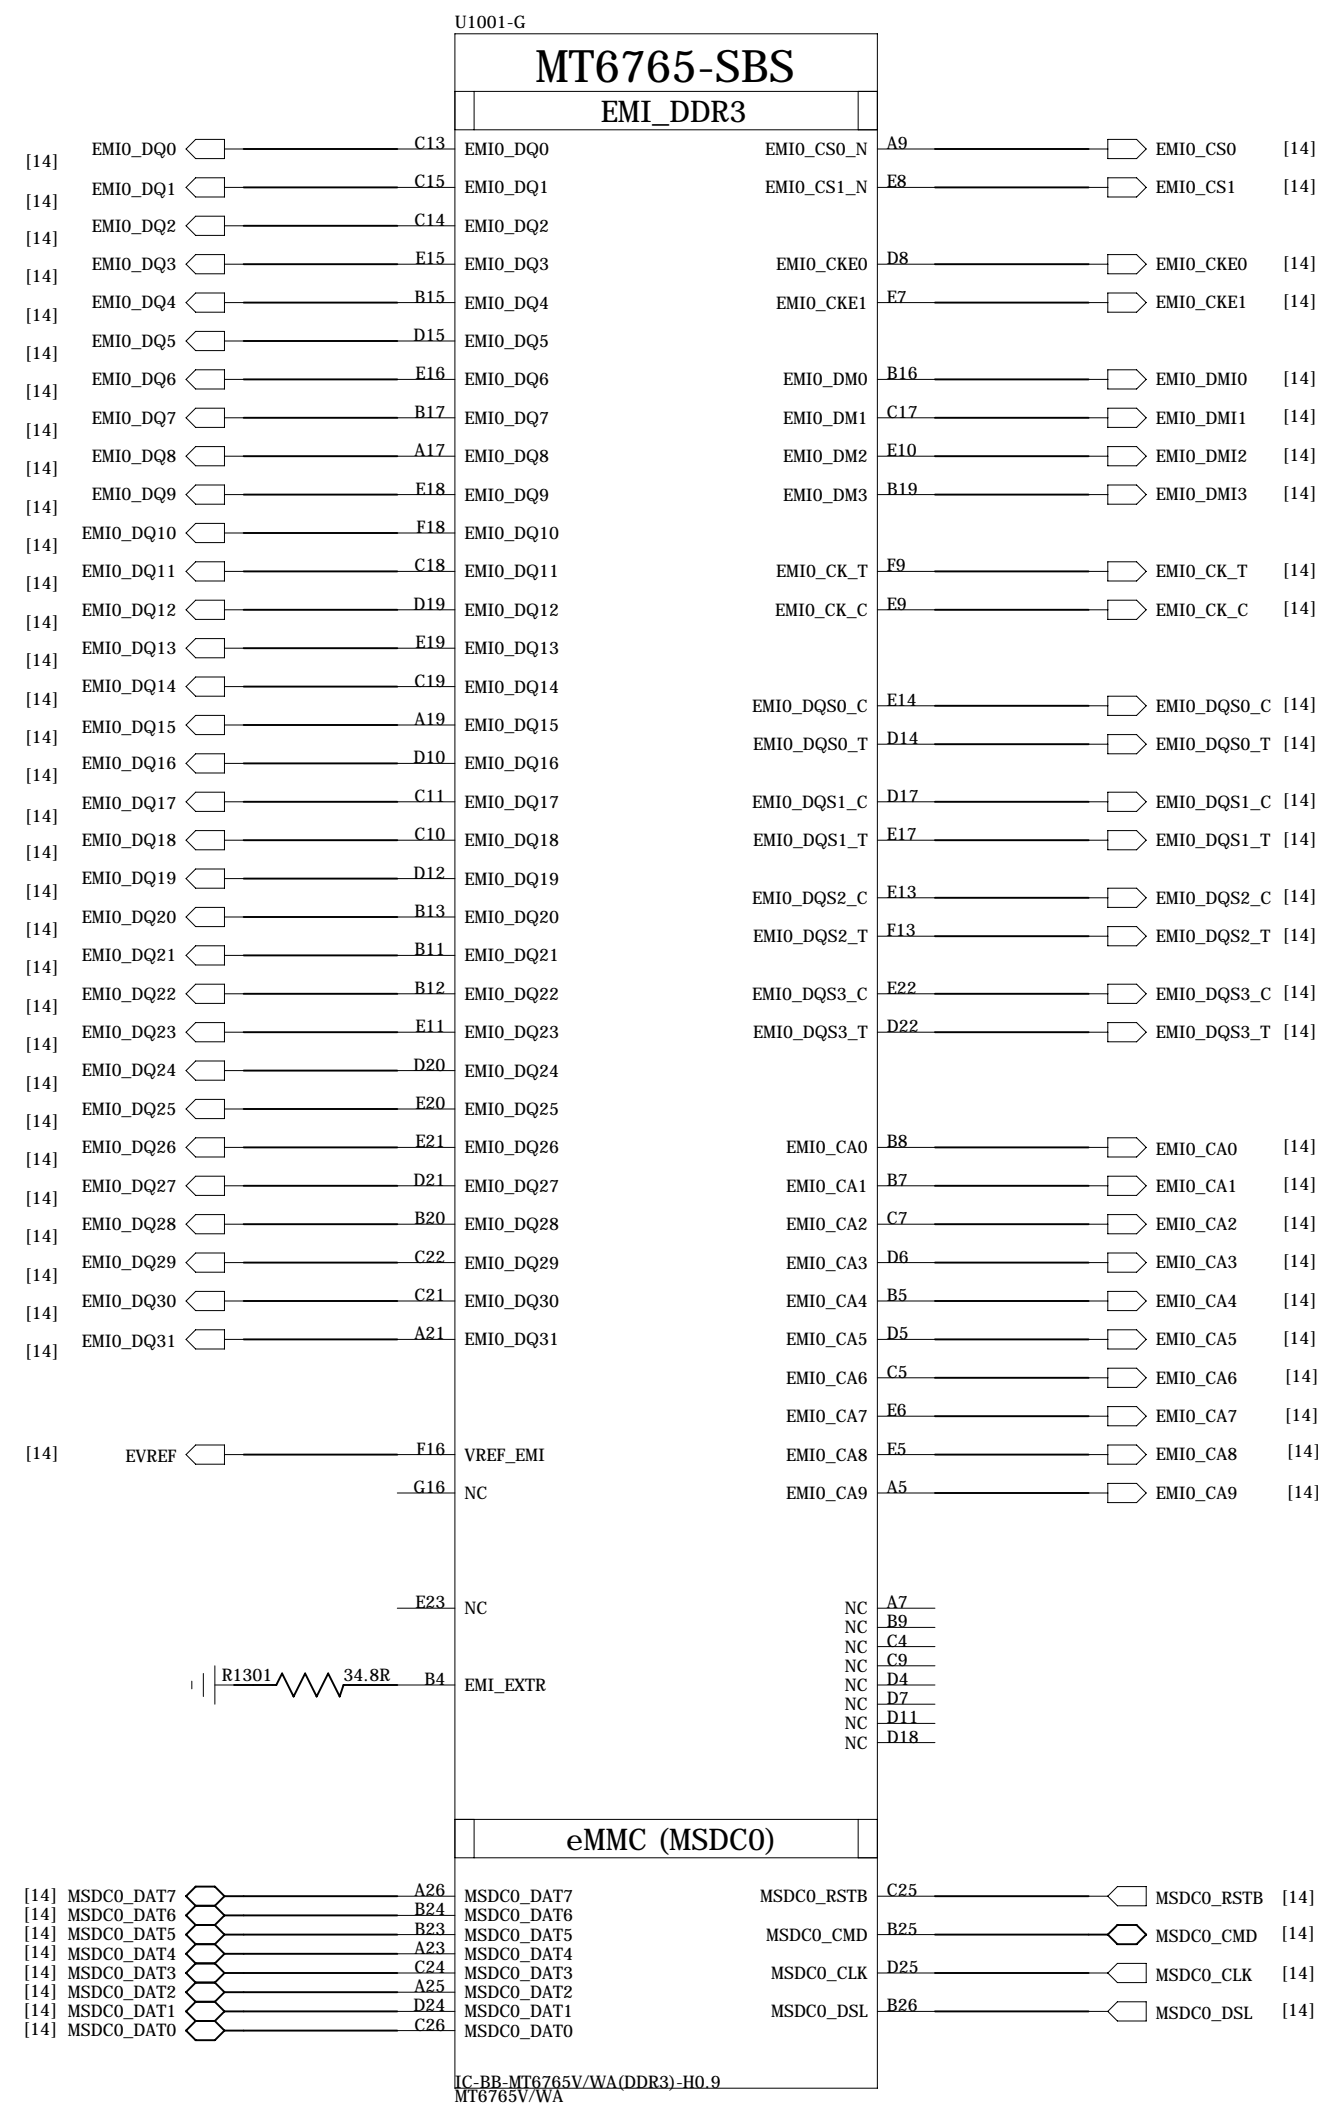 U1001-G
MT6765-SBS
EMI_DDR3
[14] EMI0_DQ0 C13 EMI0_DQ0 EMI0_CS0_N A9 EMI0_CS0 [14]
[14] EMI0_DQ1 C15 EMI0_DQ1 EMI0_CS1_N E8 EMI0_CS1 [14]
[14] EMI0_DQ2 C14 EMI0_DQ2
[14] EMI0_DQ3 E15 EMI0_DQ3 EMI0_CKE0 D8 EMI0_CKE0 [14]
[14] EMI0_DQ4 B15 EMI0_DQ4 EMI0_CKE1 E7 EMI0_CKE1 [14]
[14] EMI0_DQ5 D15 EMI0_DQ5
[14] EMI0_DQ6 E16 EMI0_DQ6 EMI0_DM0 B16 EMI0_DMI0 [14]
[14] EMI0_DQ7 B17 EMI0_DQ7 EMI0_DM1 C17 EMI0_DMI1 [14]
[14] EMI0_DQ8 A17 EMI0_DQ8 EMI0_DM2 E10 EMI0_DMI2 [14]
[14] EMI0_DQ9 E18 EMI0_DQ9 EMI0_DM3 B19 EMI0_DMI3 [14]
[14] EMI0_DQ10 F18 EMI0_DQ10
[14] EMI0_DQ11 C18 EMI0_DQ11 EMI0_CK_T F9 EMI0_CK_T [14]
[14] EMI0_DQ12 D19 EMI0_DQ12 EMI0_CK_C E9 EMI0_CK_C [14]
[14] EMI0_DQ13 E19 EMI0_DQ13
[14] EMI0_DQ14 C19 EMI0_DQ14 EMI0_DQS0_C E14 EMI0_DQS0_C [14]
[14] EMI0_DQ15 A19 EMI0_DQ15 EMI0_DQS0_T D14 EMI0_DQS0_T [14]
[14] EMI0_DQ16 D10 EMI0_DQ16
[14] EMI0_DQ17 C11 EMI0_DQ17 EMI0_DQS1_C D17 EMI0_DQS1_C [14]
[14] EMI0_DQ18 C10 EMI0_DQ18 EMI0_DQS1_T E17 EMI0_DQS1_T [14]
[14] EMI0_DQ19 D12 EMI0_DQ19 EMI0_DQS2_C E13 EMI0_DQS2_C [14]
[14] EMI0_DQ20 B13 EMI0_DQ20 EMI0_DQS2_T F13 EMI0_DQS2_T [14]
[14] EMI0_DQ21 B11 EMI0_DQ21
[14] EMI0_DQ22 B12 EMI0_DQ22 EMI0_DQS3_C E22 EMI0_DQS3_C [14]
[14] EMI0_DQ23 E11 EMI0_DQ23 EMI0_DQS3_T D22 EMI0_DQS3_T [14]
[14] EMI0_DQ24 D20 EMI0_DQ24
[14] EMI0_DQ25 E20 EMI0_DQ25
[14] EMI0_DQ26 E21 EMI0_DQ26 EMI0_CA0 B8 EMI0_CA0 [14]
[14] EMI0_DQ27 D21 EMI0_DQ27 EMI0_CA1 B7 EMI0_CA1 [14]
[14] EMI0_DQ28 B20 EMI0_DQ28 EMI0_CA2 C7 EMI0_CA2 [14]
[14] EMI0_DQ29 C22 EMI0_DQ29 EMI0_CA3 D6 EMI0_CA3 [14]
[14] EMI0_DQ30 C21 EMI0_DQ30 EMI0_CA4 B5 EMI0_CA4 [14]
[14] EMI0_DQ31 A21 EMI0_DQ31 EMI0_CA5 D5 EMI0_CA5 [14]
EMI0_CA6 C5 EMI0_CA6 [14]
EMI0_CA7 E6 EMI0_CA7 [14]
[14] EVREF F16 VREF_EMI EMI0_CA8 E5 EMI0_CA8 [14]
G16 NC EMI0_CA9 A5 EMI0_CA9 [14]
E23 NC NC A7
NC B9
NC C4
NC C9
R1301 34.8R B4 EMI_EXTR NC D4
NC D7
NC D11
NC D18
eMMC (MSDC0)
[14] MSDC0_DAT7 A26 MSDC0_DAT7 MSDC0_RSTB C25 MSDC0_RSTB [14]
[14] MSDC0_DAT6 B24 MSDC0_DAT6
[14] MSDC0_DAT5 B23 MSDC0_DAT5 MSDC0_CMD B25 MSDC0_CMD [14]
[14] MSDC0_DAT4 A23 MSDC0_DAT4
[14] MSDC0_DAT3 C24 MSDC0_DAT3 MSDC0_CLK D25 MSDC0_CLK [14]
[14] MSDC0_DAT2 A25 MSDC0_DAT2
[14] MSDC0_DAT1 D24 MSDC0_DAT1 MSDC0_DSL B26 MSDC0_DSL [14]
[14] MSDC0_DAT0 C26 MSDC0_DAT0
IC-BB-MT6765V/WA(DDR3)-H0.9
MT6765V/WA